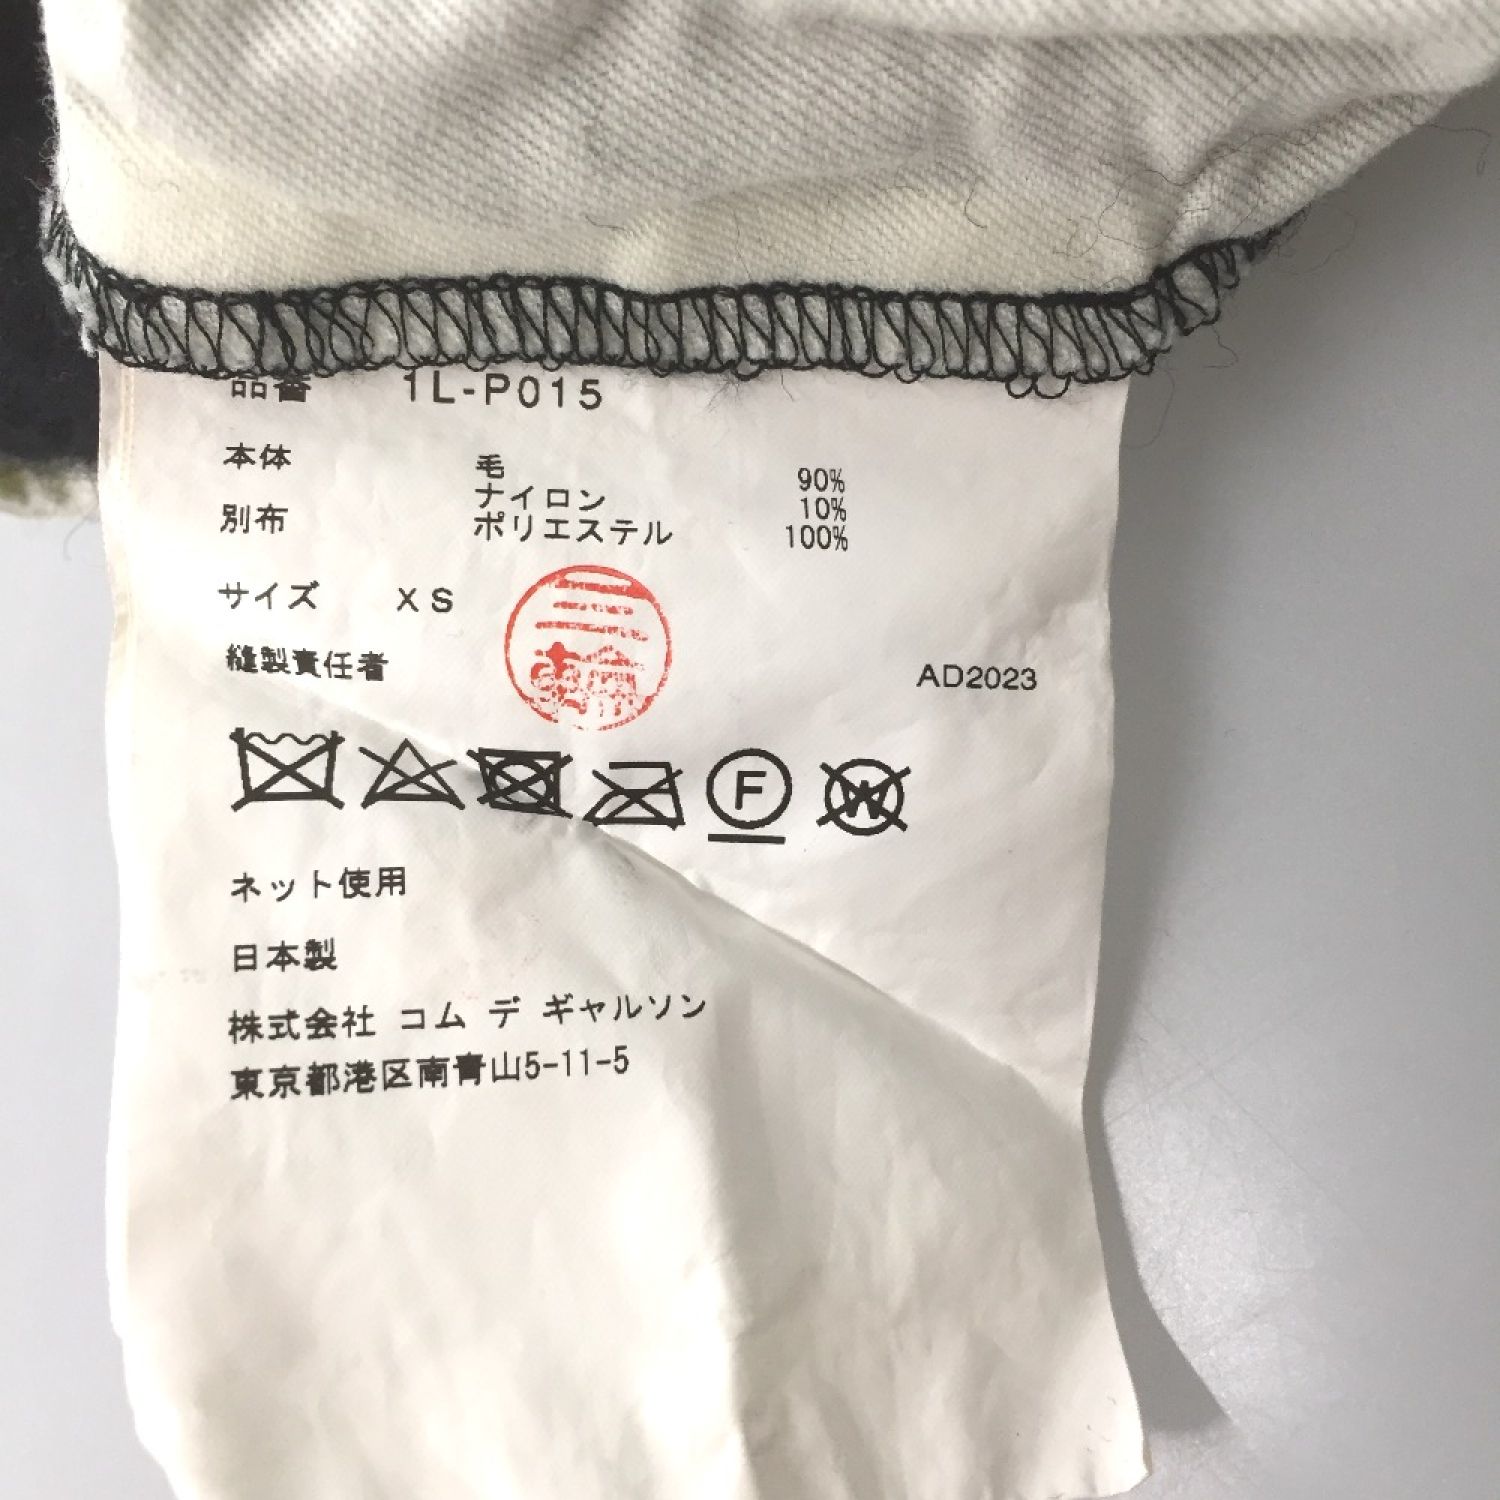 品番 1L-P015
本体 毛 90%
ナイロン 10%
別布 ポリエステル 100%
サイズ XS
縫製責任者
AD2023
F
W
ネット使用
日本製
株式会社 コム デ ギャルソン
東京都港区南青山5-11-5